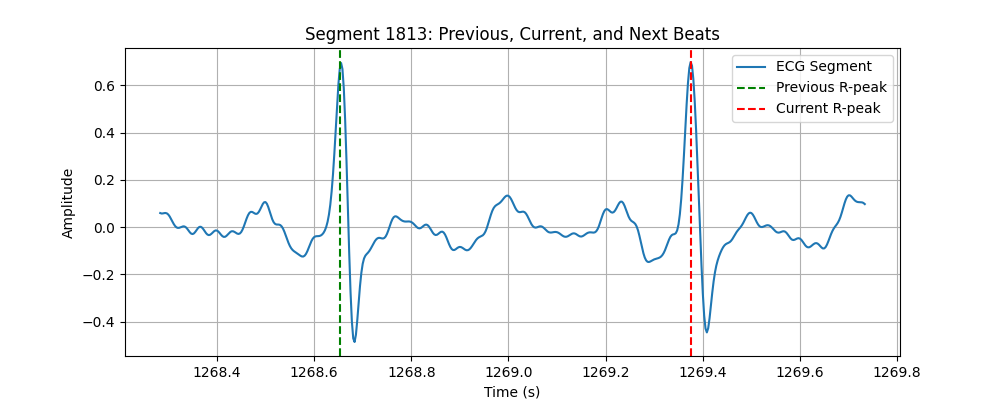 Segment 1813: Previous, Current, and Next Beats
ECG Segment
Previous R-peak
Current R-peak
Amplitude
0.6
0.4
0.2
0.0
−0.2
−0.4
1268.4 1268.6 1268.8 1269.0 1269.2 1269.4 1269.6 1269.8
Time (s)